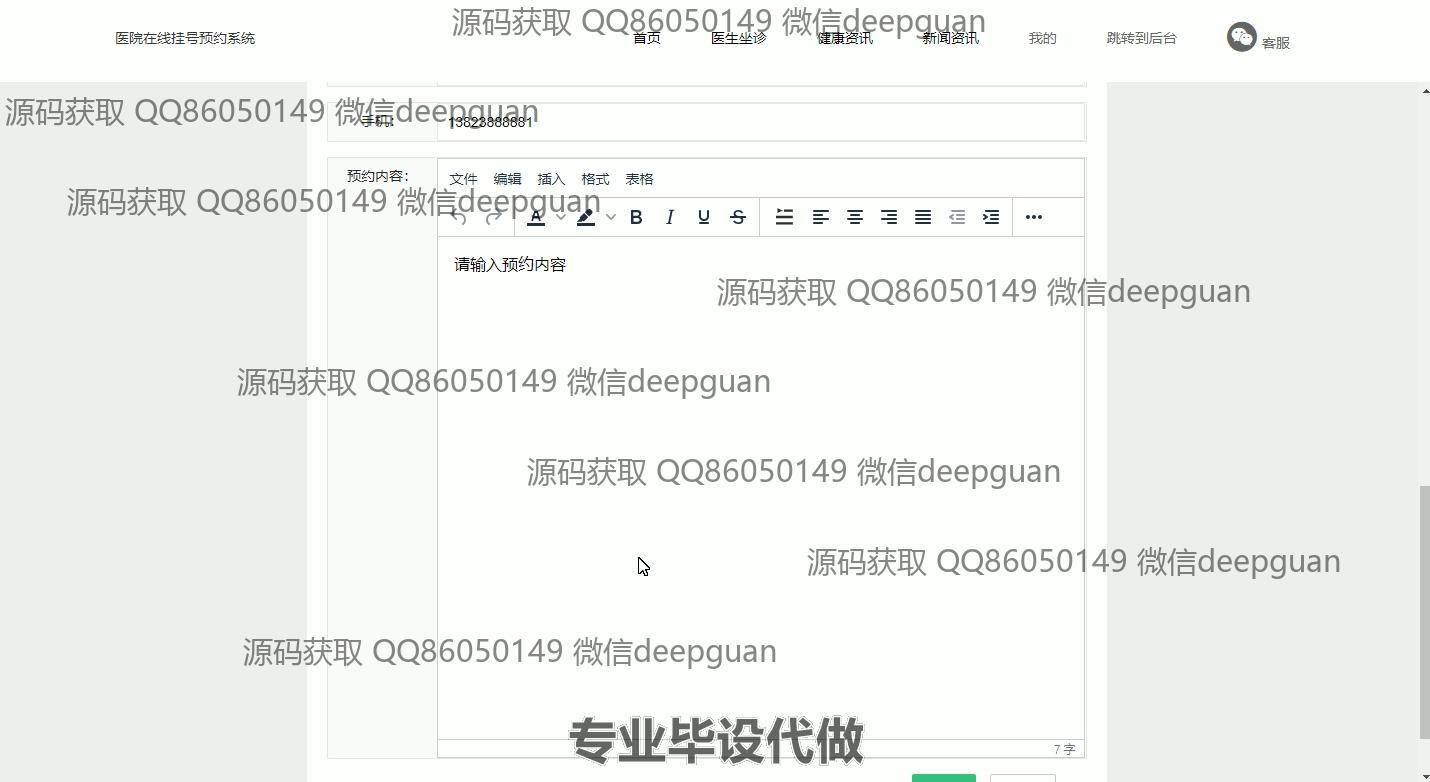 源码获取 QQ86050149 微信deepguan
医院在线挂号预约系统 首页 医生坐诊 健康资讯 新闻资讯 我的 跳转到后台 客服
源码获取 QQ86050149 微信deepguan
手机: 13823888881
预约内容: 文件 编辑 插入 格式 表格
源码获取 QQ86050149 微信deepguan
A B I U S
请输入预约内容
源码获取 QQ86050149 微信deepguan
源码获取 QQ86050149 微信deepguan
源码获取 QQ86050149 微信deepguan
源码获取 QQ86050149 微信deepguan
源码获取 QQ86050149 微信deepguan
专业毕设代做
7 字